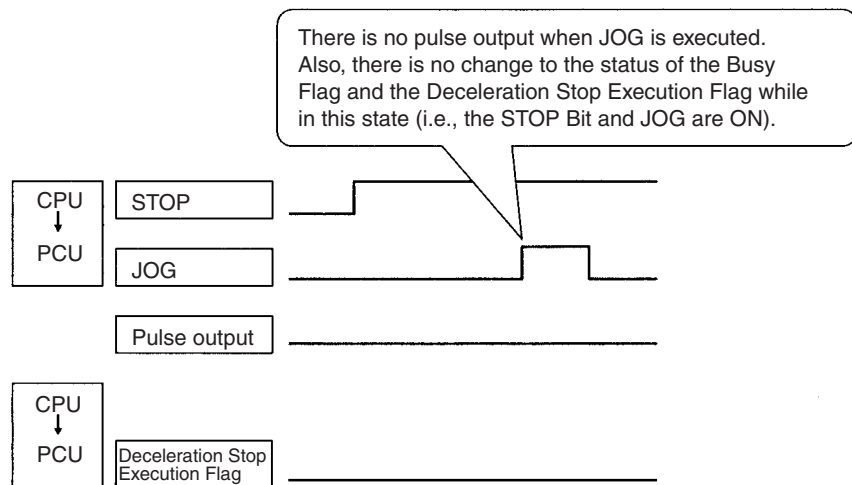 There is no pulse output when JOG is executed.
Also, there is no change to the status of the Busy
Flag and the Deceleration Stop Execution Flag while
in this state (i.e., the STOP Bit and JOG are ON).
CPU
↓
PCU
STOP
JOG
Pulse output
CPU
↓
PCU
Deceleration Stop
Execution Flag